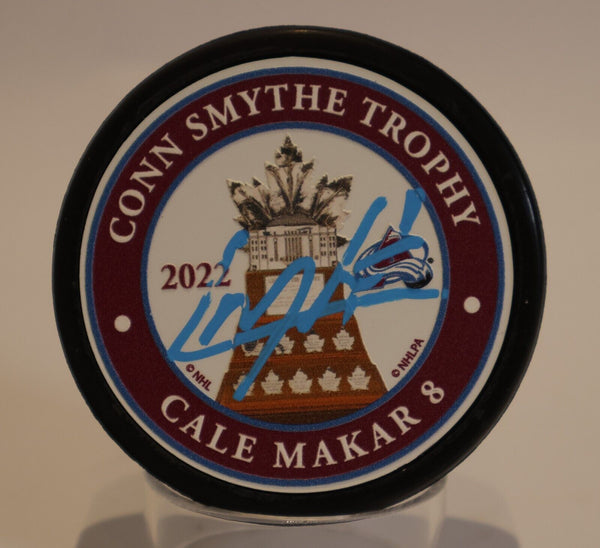 CONN SMYTHE TROPHY
2022
© NHL
© NHLPA
CALE MAKAR 8